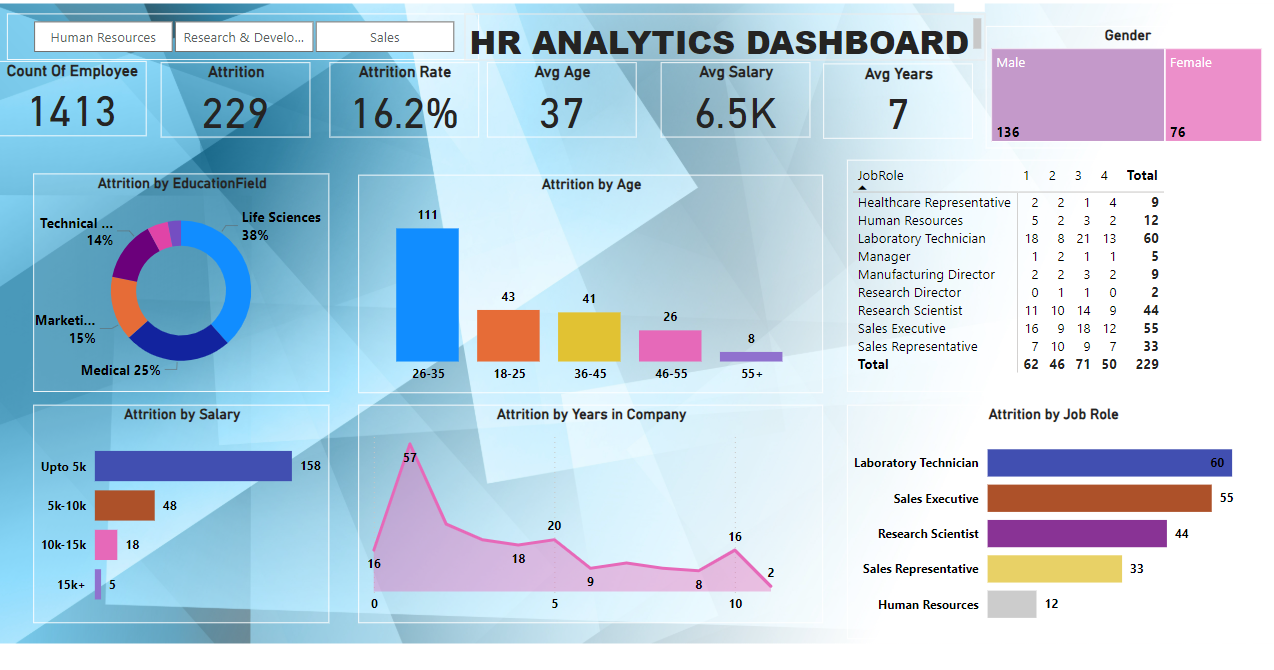 Human Resources
Research & Develo...
Sales
HR ANALYTICS DASHBOARD
Count Of Employee
1413
Attrition
229
Attrition Rate
16.2%
Avg Age
37
Avg Salary
6.5K
Avg Years
7
Gender
Male
136
Female
76
Attrition by EducationField
Life Sciences
38%
Technical ...
14%
Marketi...
15%
Medical 25%
Attrition by Age
111
43
41
26
8
26-35
18-25
36-45
46-55
55+
JobRole 1 2 3 4 Total
Healthcare Representative 2 2 1 4 9
Human Resources 5 2 3 2 12
Laboratory Technician 18 8 21 13 60
Manager 1 2 1 1 5
Manufacturing Director 2 2 3 2 9
Research Director 0 1 1 0 2
Research Scientist 11 10 14 9 44
Sales Executive 16 9 18 12 55
Sales Representative 7 10 9 7 33
Total 62 46 71 50 229
Attrition by Salary
Upto 5k 158
5k-10k 48
10k-15k 18
15k+ 5
Attrition by Years in Company
57
16
18
20
9
8
16
2
0
5
10
Attrition by Job Role
Laboratory Technician 60
Sales Executive 55
Research Scientist 44
Sales Representative 33
Human Resources 12